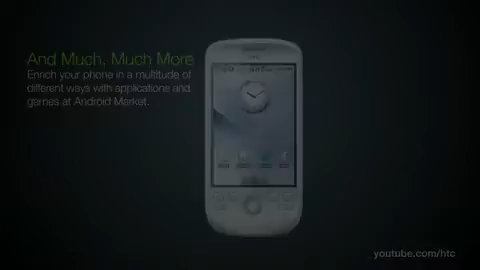 And Much, Much More
Enrich your phone in a multitude of
different ways with applications and
games at Android Market.
youtube.com/htc